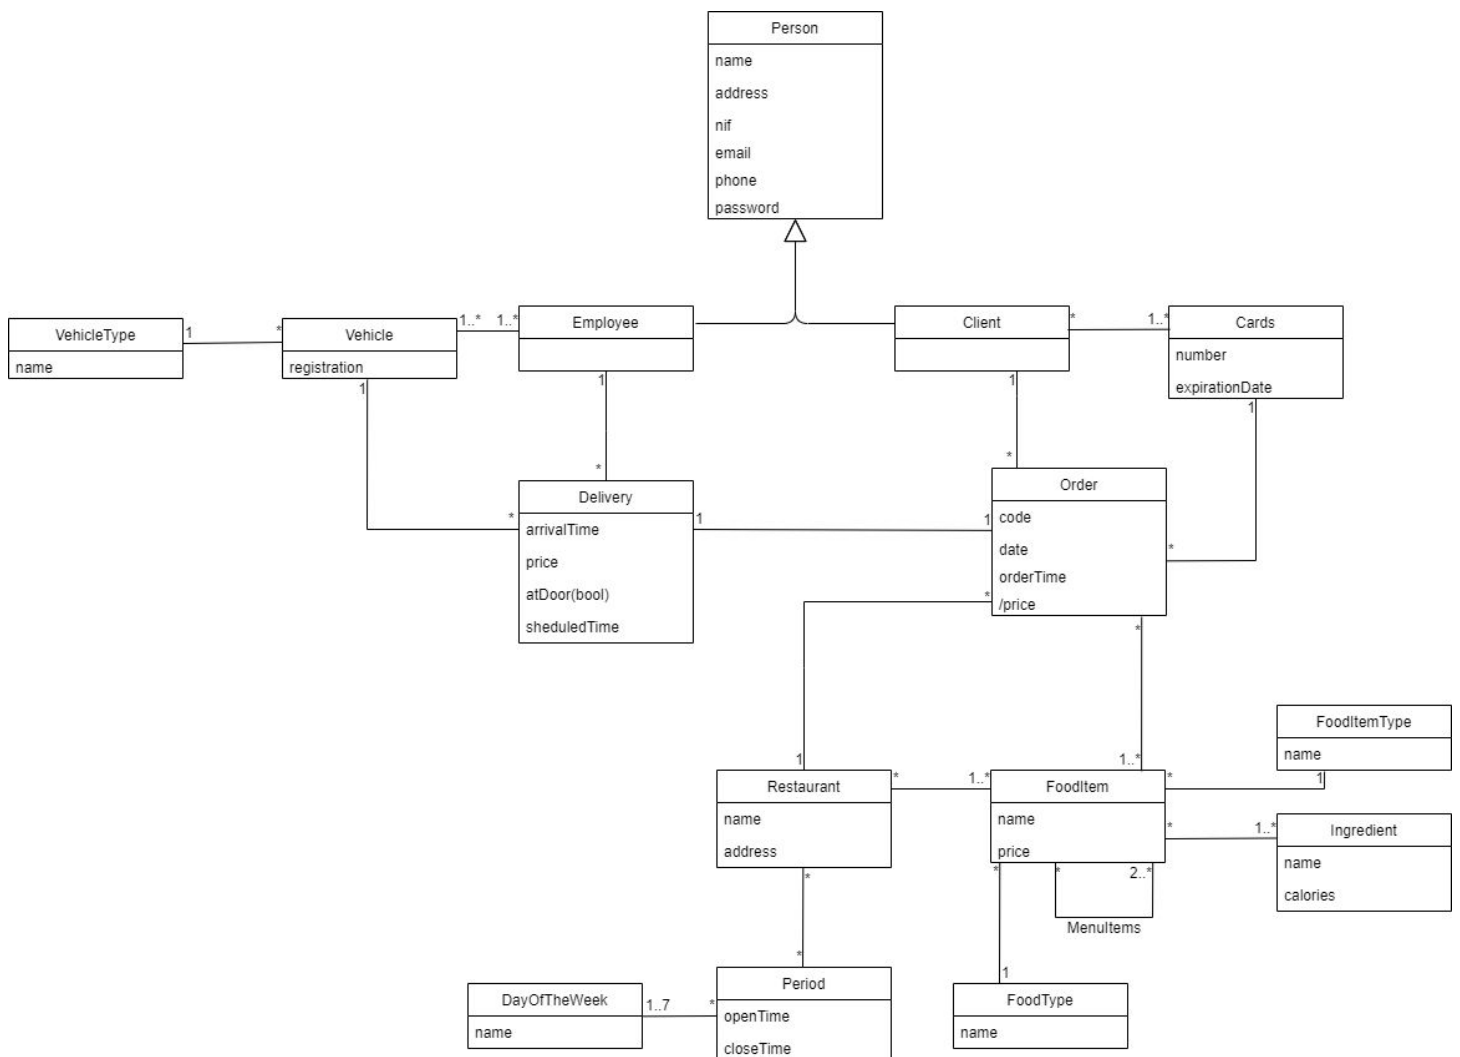 Person
name
address
nif
email
phone
password
VehicleType
name
1
*
Vehicle
registration
1..*
1..*
Employee
Client
*
1..*
Cards
number
expirationDate
1
1
1
1
*
*
*
Delivery
arrivalTime
price
atDoor(bool)
sheduledTime
1
1
Order
code
date
orderTime
/price
*
*
*
1
1..*
Restaurant
name
address
*
1..*
FoodItem
name
price
*
1
FoodItemType
name
*
1..*
Ingredient
name
calories
*
2..*
MenuItems
*
1
FoodType
name
*
*
Period
openTime
closeTime
DayOfTheWeek
name
1..7
*